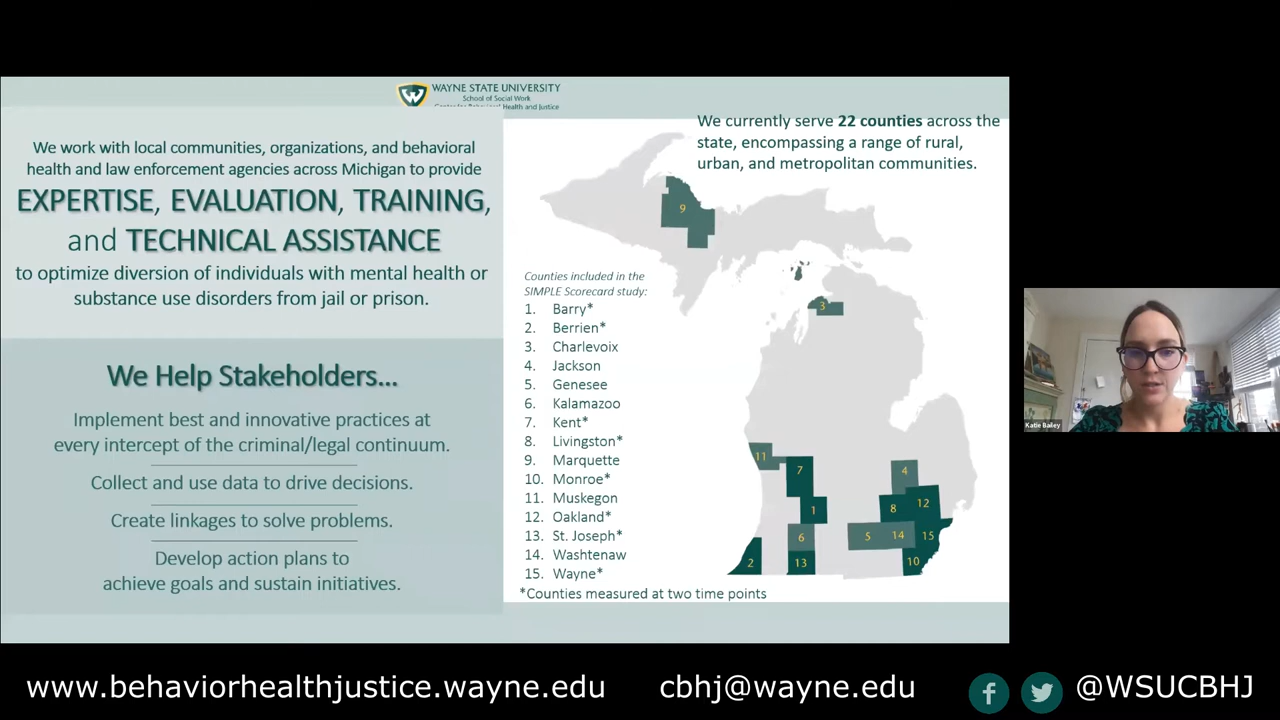 WAYNE STATE UNIVERSITY
School of Social Work
Center for Behavioral Health and Justice
We work with local communities, organizations, and behavioral
health and law enforcement agencies across Michigan to provide
EXPERTISE, EVALUATION, TRAINING,
and TECHNICAL ASSISTANCE
to optimize diversion of individuals with mental health or
substance use disorders from jail or prison.
We Help Stakeholders...
Implement best and innovative practices at
every intercept of the criminal/legal continuum.
Collect and use data to drive decisions.
Create linkages to solve problems.
Develop action plans to
achieve goals and sustain initiatives.
We currently serve 22 counties across the
state, encompassing a range of rural,
urban, and metropolitan communities.
Counties included in the
SIMPLE Scorecard study:
1. Barry*
2. Berrien*
3. Charlevoix
4. Jackson
5. Genesee
6. Kalamazoo
7. Kent*
8. Livingston*
9. Marquette
10. Monroe*
11. Muskegon
12. Oakland*
13. St. Joseph*
14. Washtenaw
15. Wayne*
*Counties measured at two time points
9
3
11
7
4
1
8
12
6
5
14
15
2
13
10
Katie Bailey
www.behaviorhealthjustice.wayne.edu
cbhj@wayne.edu
@WSUCBHJ